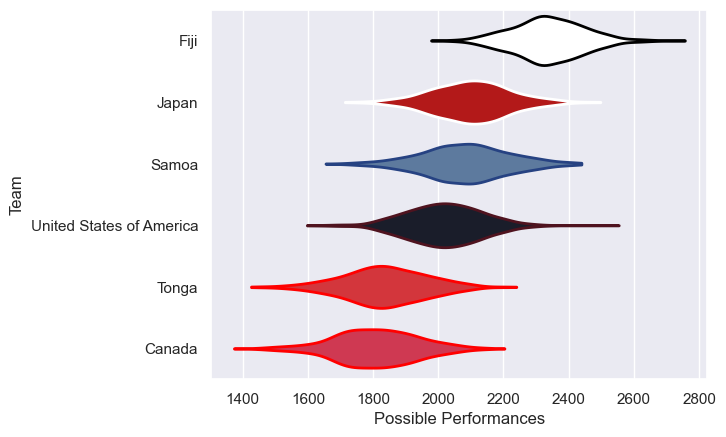 Fiji
Japan
Samoa
United States of America
Tonga
Canada
Team
1400 1600 1800 2000 2200 2400 2600 2800
Possible Performances